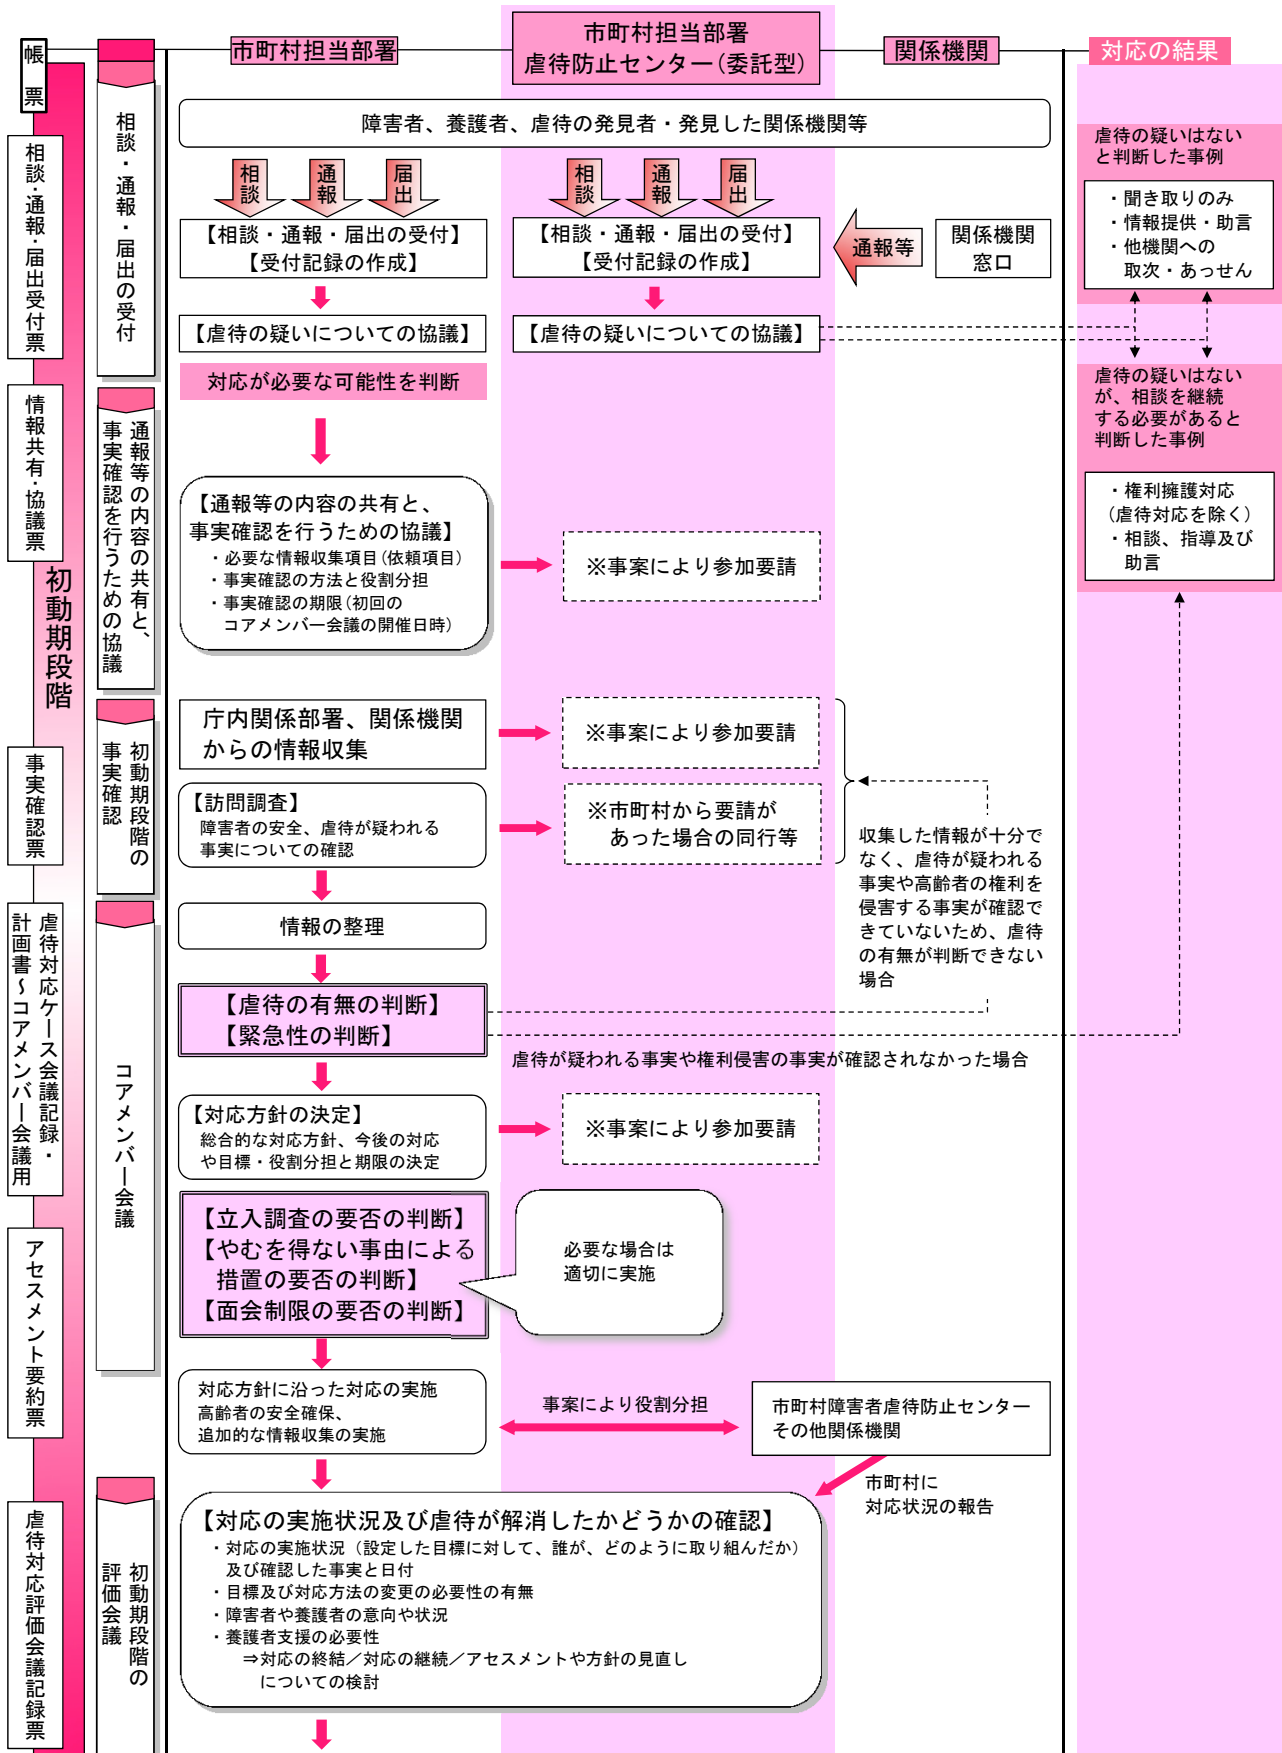 帳票
市町村担当部署
市町村担当部署
虐待防止センター(委託型)
関係機関
対応の結果
相談・通報・届出受付票
相談・通報・届出の受付
障害者、養護者、虐待の発見者・発見した関係機関等
相談
通報
届出
相談
通報
届出
【相談・通報・届出の受付】
【受付記録の作成】
【相談・通報・届出の受付】
【受付記録の作成】
通報等
関係機関
窓口
【虐待の疑いについての協議】
【虐待の疑いについての協議】
対応が必要な可能性を判断
虐待の疑いはない
と判断した事例
・聞き取りのみ
・情報提供・助言
・他機関への
取次・あっせん
虐待の疑いはない
が、相談を継続
する必要があると
判断した事例
・権利擁護対応
(虐待対応を除く)
・相談、指導及び
助言
初動期段階
情報共有・協議票
通報等の内容の共有と、
事実確認を行うための協議
【通報等の内容の共有と、
事実確認を行うための協議】
・必要な情報収集項目(依頼項目)
・事実確認の方法と役割分担
・事実確認の期限(初回の
コアメンバー会議の開催日時)
※事案により参加要請
事実確認票
初動期段階の
事実確認
庁内関係部署、関係機関
からの情報収集
※事案により参加要請
【訪問調査】
障害者の安全、虐待が疑われる
事実についての確認
※市町村から要請が
あった場合の同行等
収集した情報が十分で
なく、虐待が疑われる
事実や高齢者の権利を
侵害する事実が確認で
きていないため、虐待
の有無が判断できない
場合
虐待対応ケース会議記録・
計画書~コアメンバー会議用
コアメンバー会議
情報の整理
【虐待の有無の判断】
【緊急性の判断】
虐待が疑われる事実や権利侵害の事実が確認されなかった場合
【対応方針の決定】
総合的な対応方針、今後の対応
や目標・役割分担と期限の決定
※事案により参加要請
アセスメント要約票
【立入調査の要否の判断】
【やむを得ない事由による
措置の要否の判断】
【面会制限の要否の判断】
必要な場合は
適切に実施
対応方針に沿った対応の実施
高齢者の安全確保、
追加的な情報収集の実施
事案により役割分担
市町村障害者虐待防止センター
その他関係機関
市町村に
対応状況の報告
虐待対応評価会議記録票
初動期段階の
評価会議
【対応の実施状況及び虐待が解消したかどうかの確認】
・対応の実施状況(設定した目標に対して、誰が、どのように取り組んだか)
及び確認した事実と日付
・目標及び対応方法の変更の必要性の有無
・障害者や養護者の意向や状況
・養護者支援の必要性
⇒対応の終結/対応の継続/アセスメントや方針の見直し
についての検討